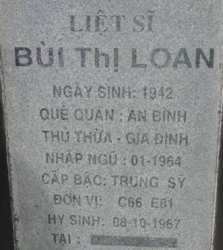 LIỆT SĨ
BÙI THỊ LOAN
NGÀY SINH: 1942
QUÊ QUÁN: AN BÌNH
THỦ THỪA - GIA ĐỊNH
NHẬP NGŨ: 01-1964
CẤP BẬC: TRUNG SỸ
ĐƠN VỊ: C66 E81
HY SINH: 08-10-1967
TẠI: